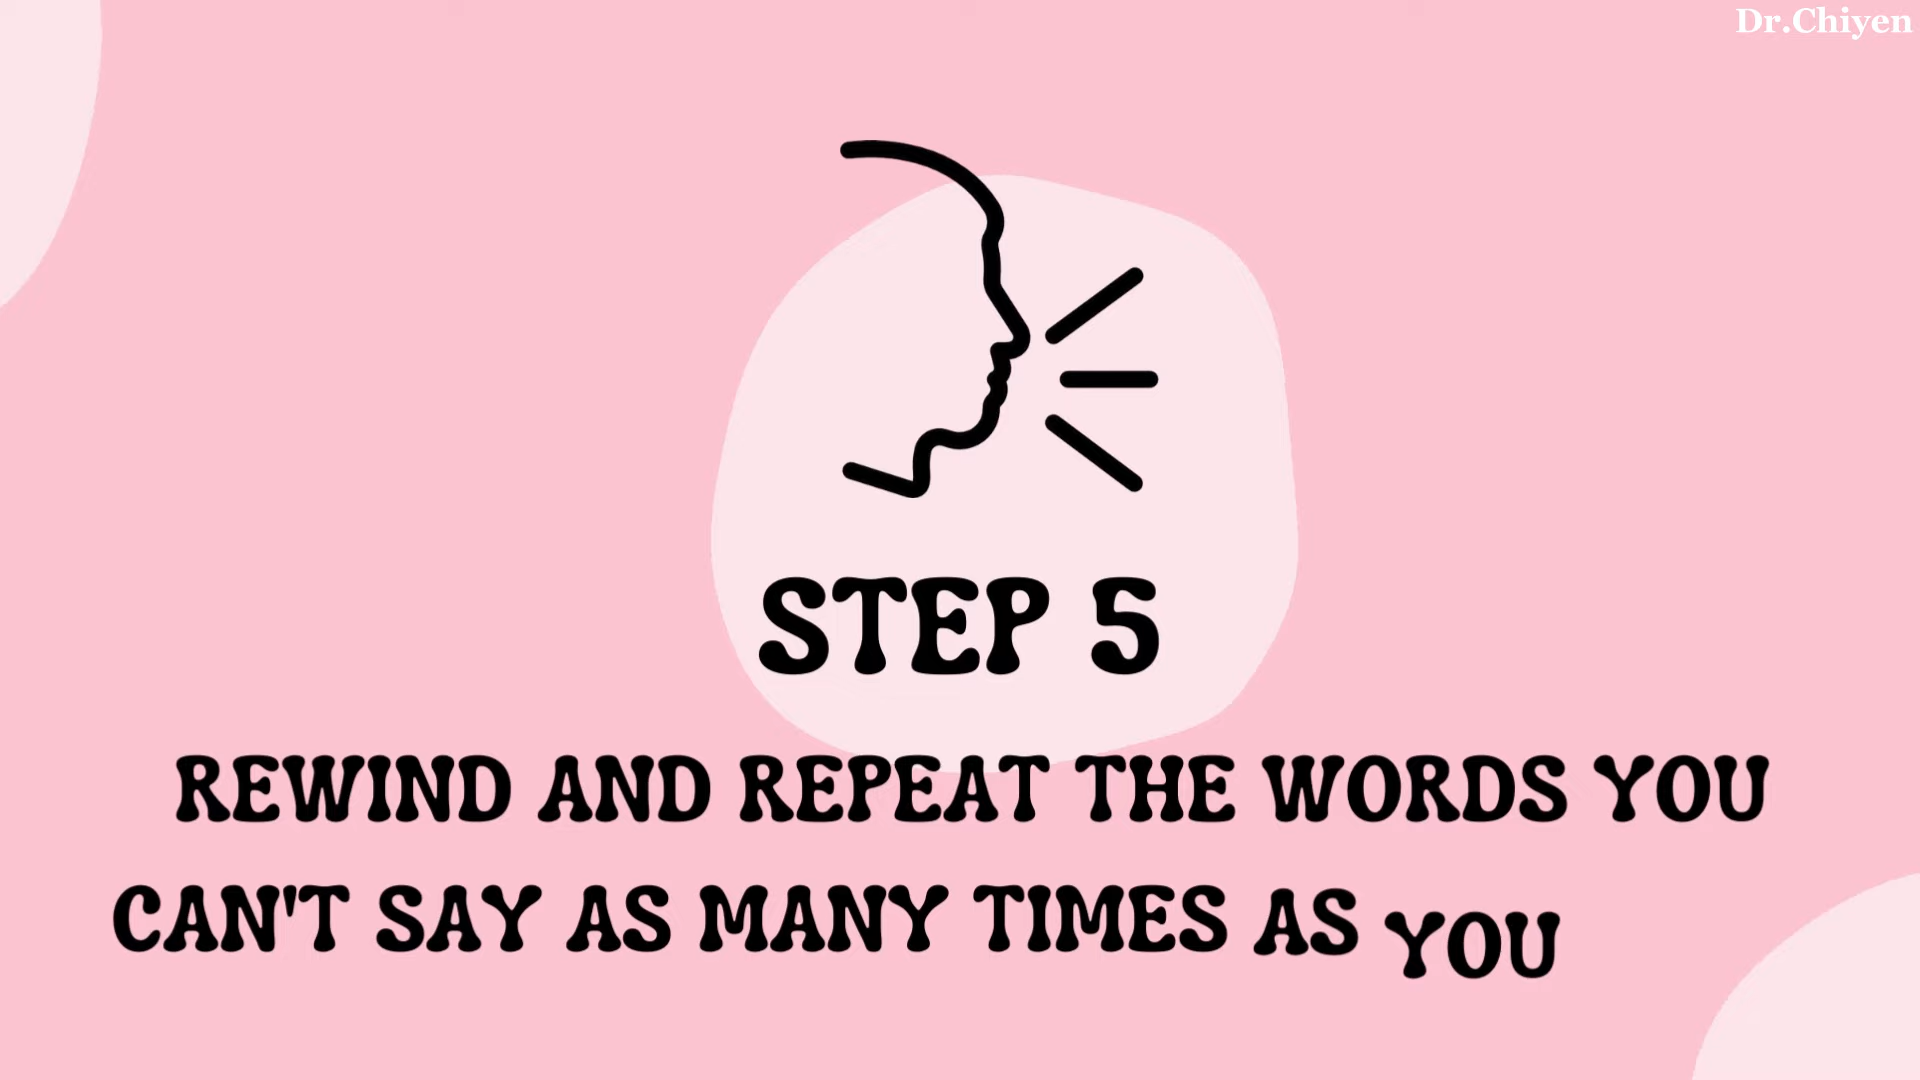 Dr.Chiyen
STEP 5
REWIND AND REPEAT THE WORDS YOU
CAN'T SAY AS MANY TIMES AS YOU